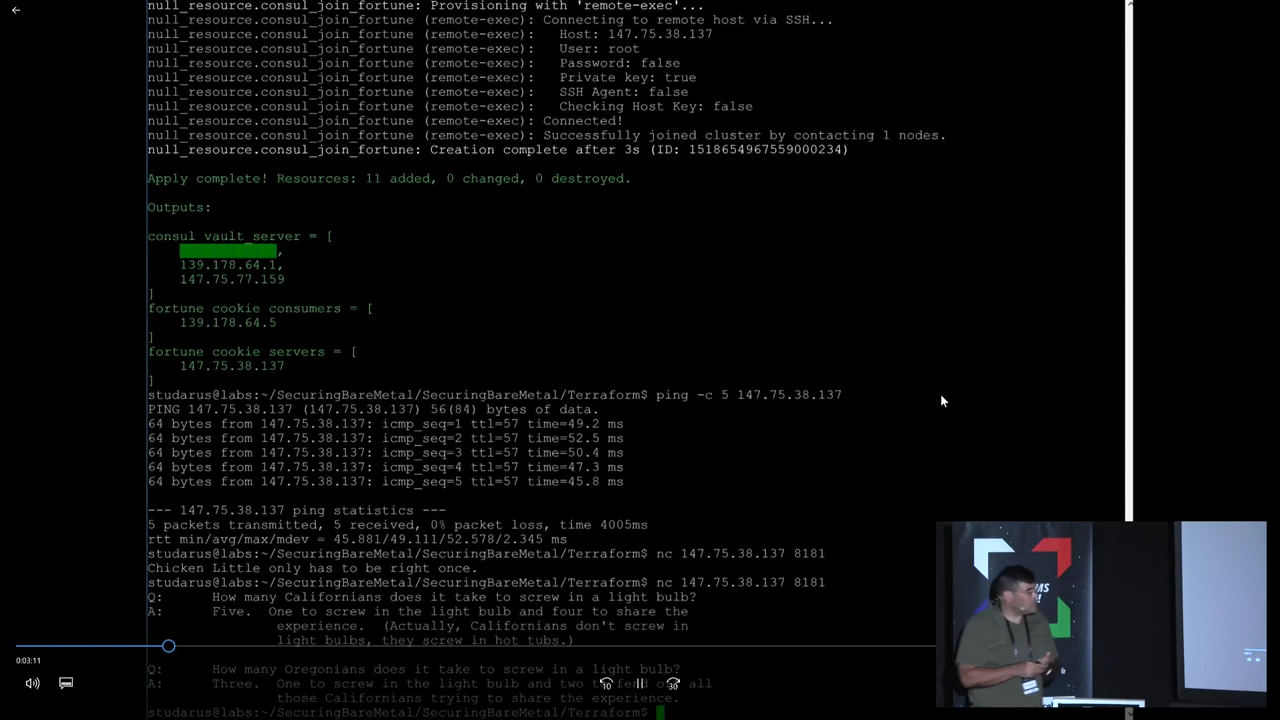 null_resource.consul_join_fortune: Provisioning with 'remote-exec'...
null_resource.consul_join_fortune (remote-exec): Connecting to remote host via SSH...
null_resource.consul_join_fortune (remote-exec):   Host: 147.75.38.137
null_resource.consul_join_fortune (remote-exec):   User: root
null_resource.consul_join_fortune (remote-exec):   Password: false
null_resource.consul_join_fortune (remote-exec):   Private key: true
null_resource.consul_join_fortune (remote-exec):   SSH Agent: false
null_resource.consul_join_fortune (remote-exec):   Checking Host Key: false
null_resource.consul_join_fortune (remote-exec): Connected!
null_resource.consul_join_fortune (remote-exec): Successfully joined cluster by contacting 1 nodes.
null_resource.consul_join_fortune: Creation complete after 3s (ID: 1518654967559000234)
Apply complete! Resources: 11 added, 0 changed, 0 destroyed.
Outputs:
consul vault_server = [
,
139.178.64.1,
147.75.77.159
]
fortune cookie consumers = [
139.178.64.5
]
fortune cookie servers = [
147.75.38.137
]
studarus@labs:~/SecuringBareMetal/SecuringBareMetal/Terraform$ ping -c 5 147.75.38.137
PING 147.75.38.137 (147.75.38.137) 56(84) bytes of data.
64 bytes from 147.75.38.137: icmp_seq=1 ttl=57 time=49.2 ms
64 bytes from 147.75.38.137: icmp_seq=2 ttl=57 time=52.5 ms
64 bytes from 147.75.38.137: icmp_seq=3 ttl=57 time=50.4 ms
64 bytes from 147.75.38.137: icmp_seq=4 ttl=57 time=47.3 ms
64 bytes from 147.75.38.137: icmp_seq=5 ttl=57 time=45.8 ms
--- 147.75.38.137 ping statistics ---
5 packets transmitted, 5 received, 0% packet loss, time 4005ms
rtt min/avg/max/mdev = 45.881/49.111/52.578/2.345 ms
studarus@labs:~/SecuringBareMetal/SecuringBareMetal/Terraform$ nc 147.75.38.137 8181
Chicken Little only has to be right once.
studarus@labs:~/SecuringBareMetal/SecuringBareMetal/Terraform$ nc 147.75.38.137 8181
Q:      How many Californians does it take to screw in a light bulb?
A:      Five.  One to screw in the light bulb and four to share the
experience.  (Actually, Californians don't screw in
light bulbs, they screw in hot tubs.)
Q:      How many Oregonians does it take to screw in a light bulb?
A:      Three.  One to screw in the light bulb and two to fend off all
those Californians trying to share the experience.
studarus@labs:~/SecuringBareMetal/SecuringBareMetal/Terraform$
0:03:11
10
30